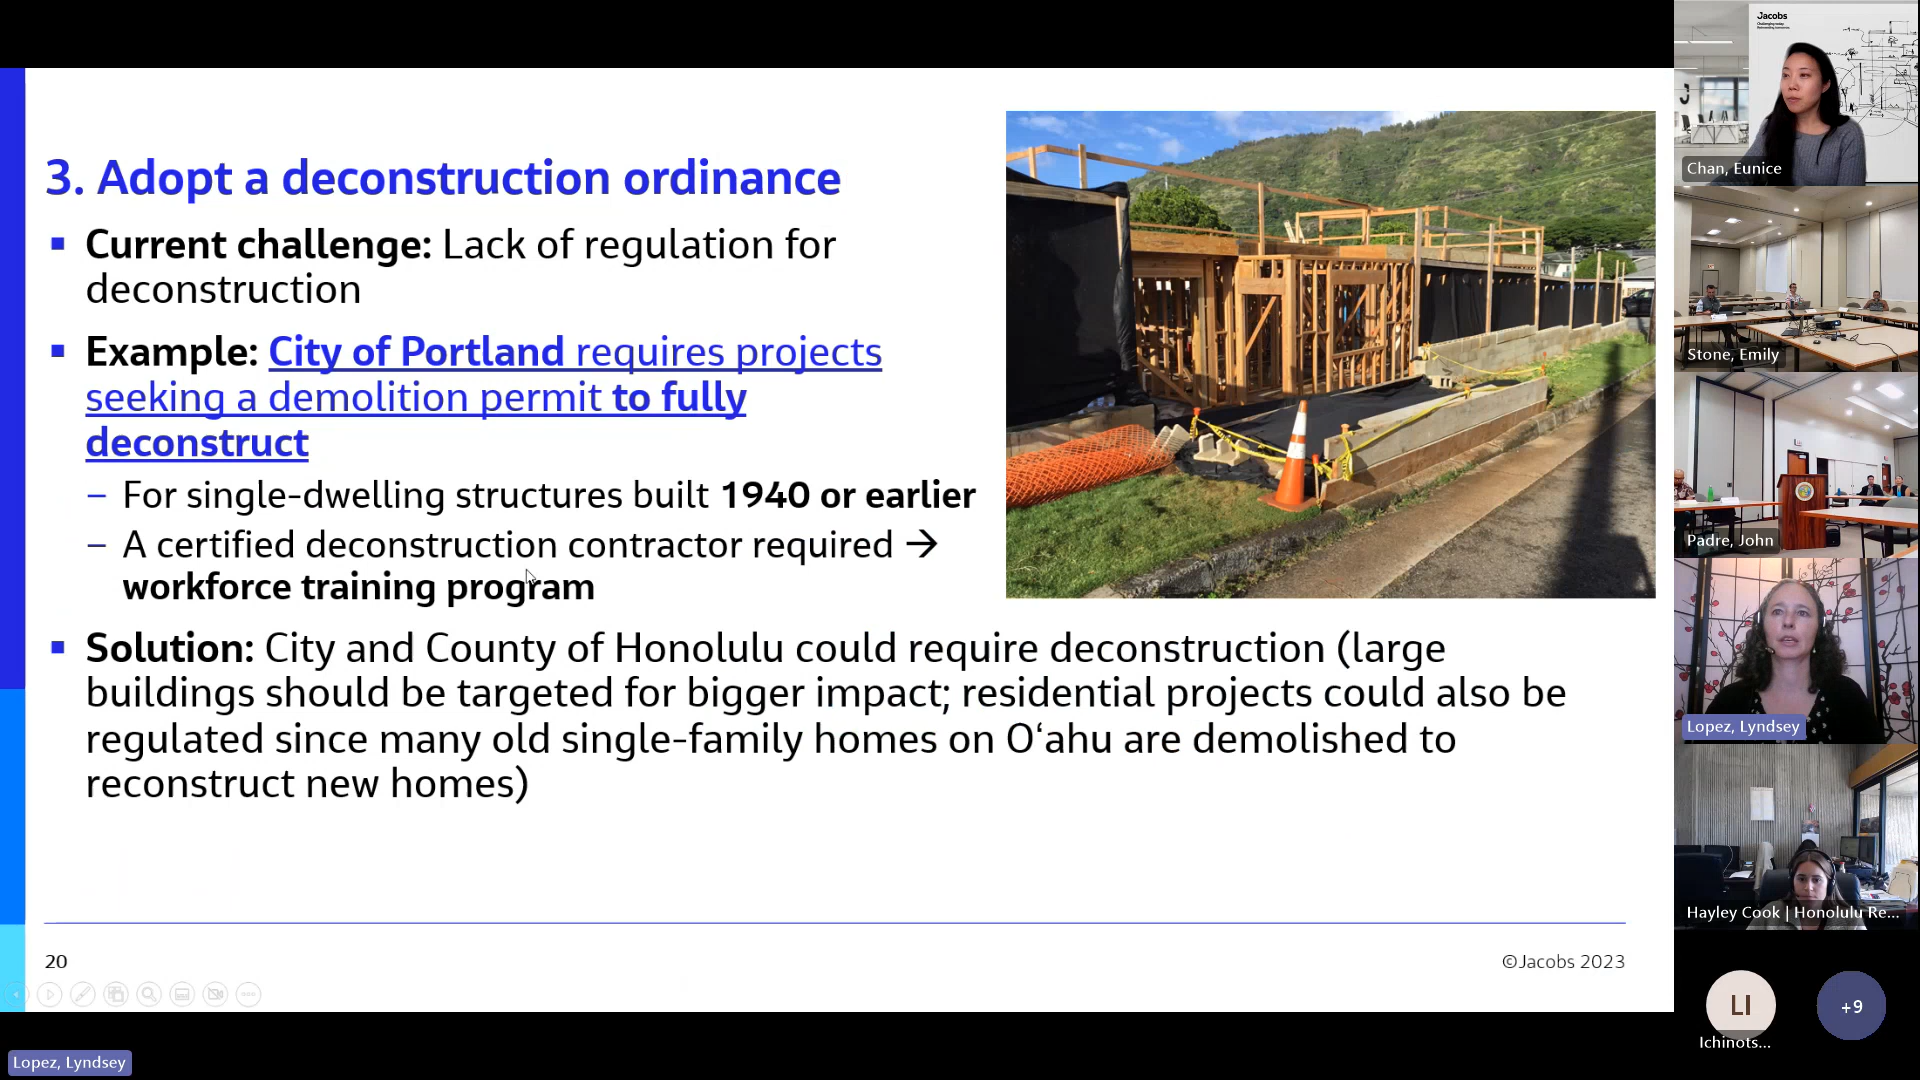 3. Adopt a deconstruction ordinance
Current challenge: Lack of regulation for
deconstruction
Example: City of Portland requires projects
seeking a demolition permit to fully
deconstruct
– For single-dwelling structures built 1940 or earlier
– A certified deconstruction contractor required →
workforce training program
Solution: City and County of Honolulu could require deconstruction (large
buildings should be targeted for bigger impact; residential projects could also be
regulated since many old single-family homes on Oʻahu are demolished to
reconstruct new homes)
20
©Jacobs 2023
Lopez, Lyndsey
Jacobs
Chan, Eunice
Stone, Emily
Padre, John
Lopez, Lyndsey
Hayley Cook | Honolulu Re...
LI
+9
Ichinots...